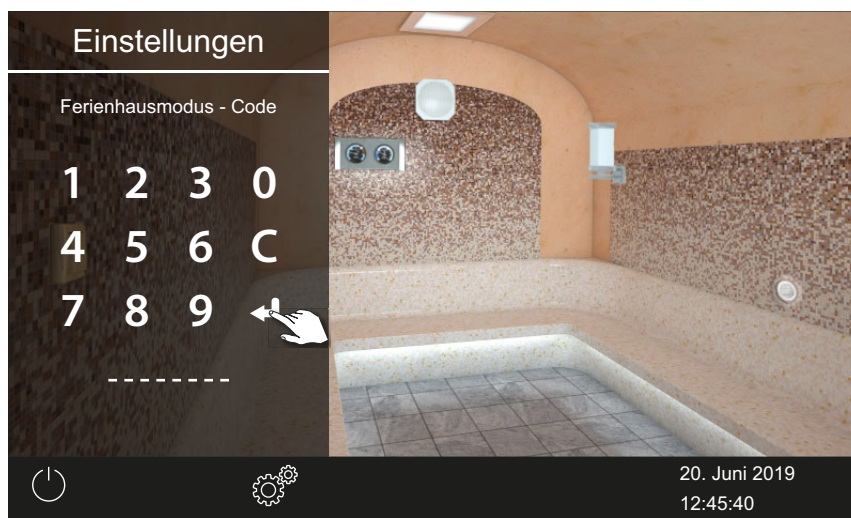 Einstellungen
Ferienhausmodus - Code
1 2 3 0
4 5 6 C
7 8 9
--------
20. Juni 2019
12:45:40